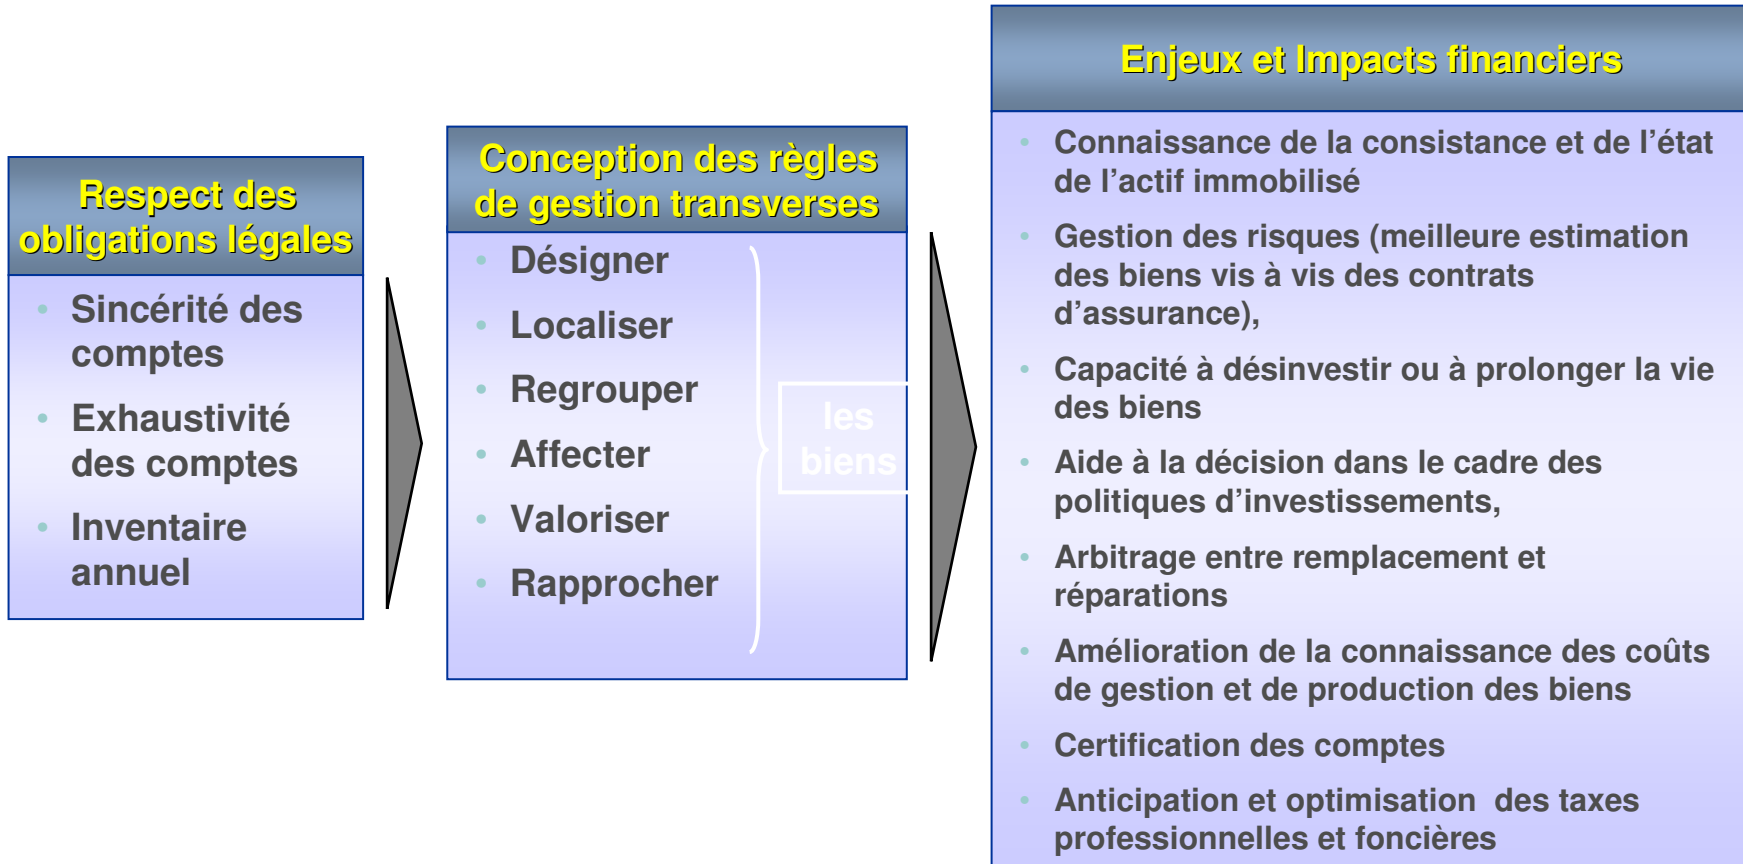 Respect des
obligations légales
• Sincérité des
comptes
• Exhaustivité
des comptes
• Inventaire
annuel
Conception des règles
de gestion transverses
• Désigner
• Localiser
• Regrouper
• Affecter
• Valoriser
• Rapprocher
les
biens
Enjeux et Impacts financiers
• Connaissance de la consistance et de l’état
de l’actif immobilisé
• Gestion des risques (meilleure estimation
des biens vis à vis des contrats
d’assurance),
• Capacité à désinvestir ou à prolonger la vie
des biens
• Aide à la décision dans le cadre des
politiques d’investissements,
• Arbitrage entre remplacement et
réparations
• Amélioration de la connaissance des coûts
de gestion et de production des biens
• Certification des comptes
• Anticipation et optimisation des taxes
professionnelles et foncières